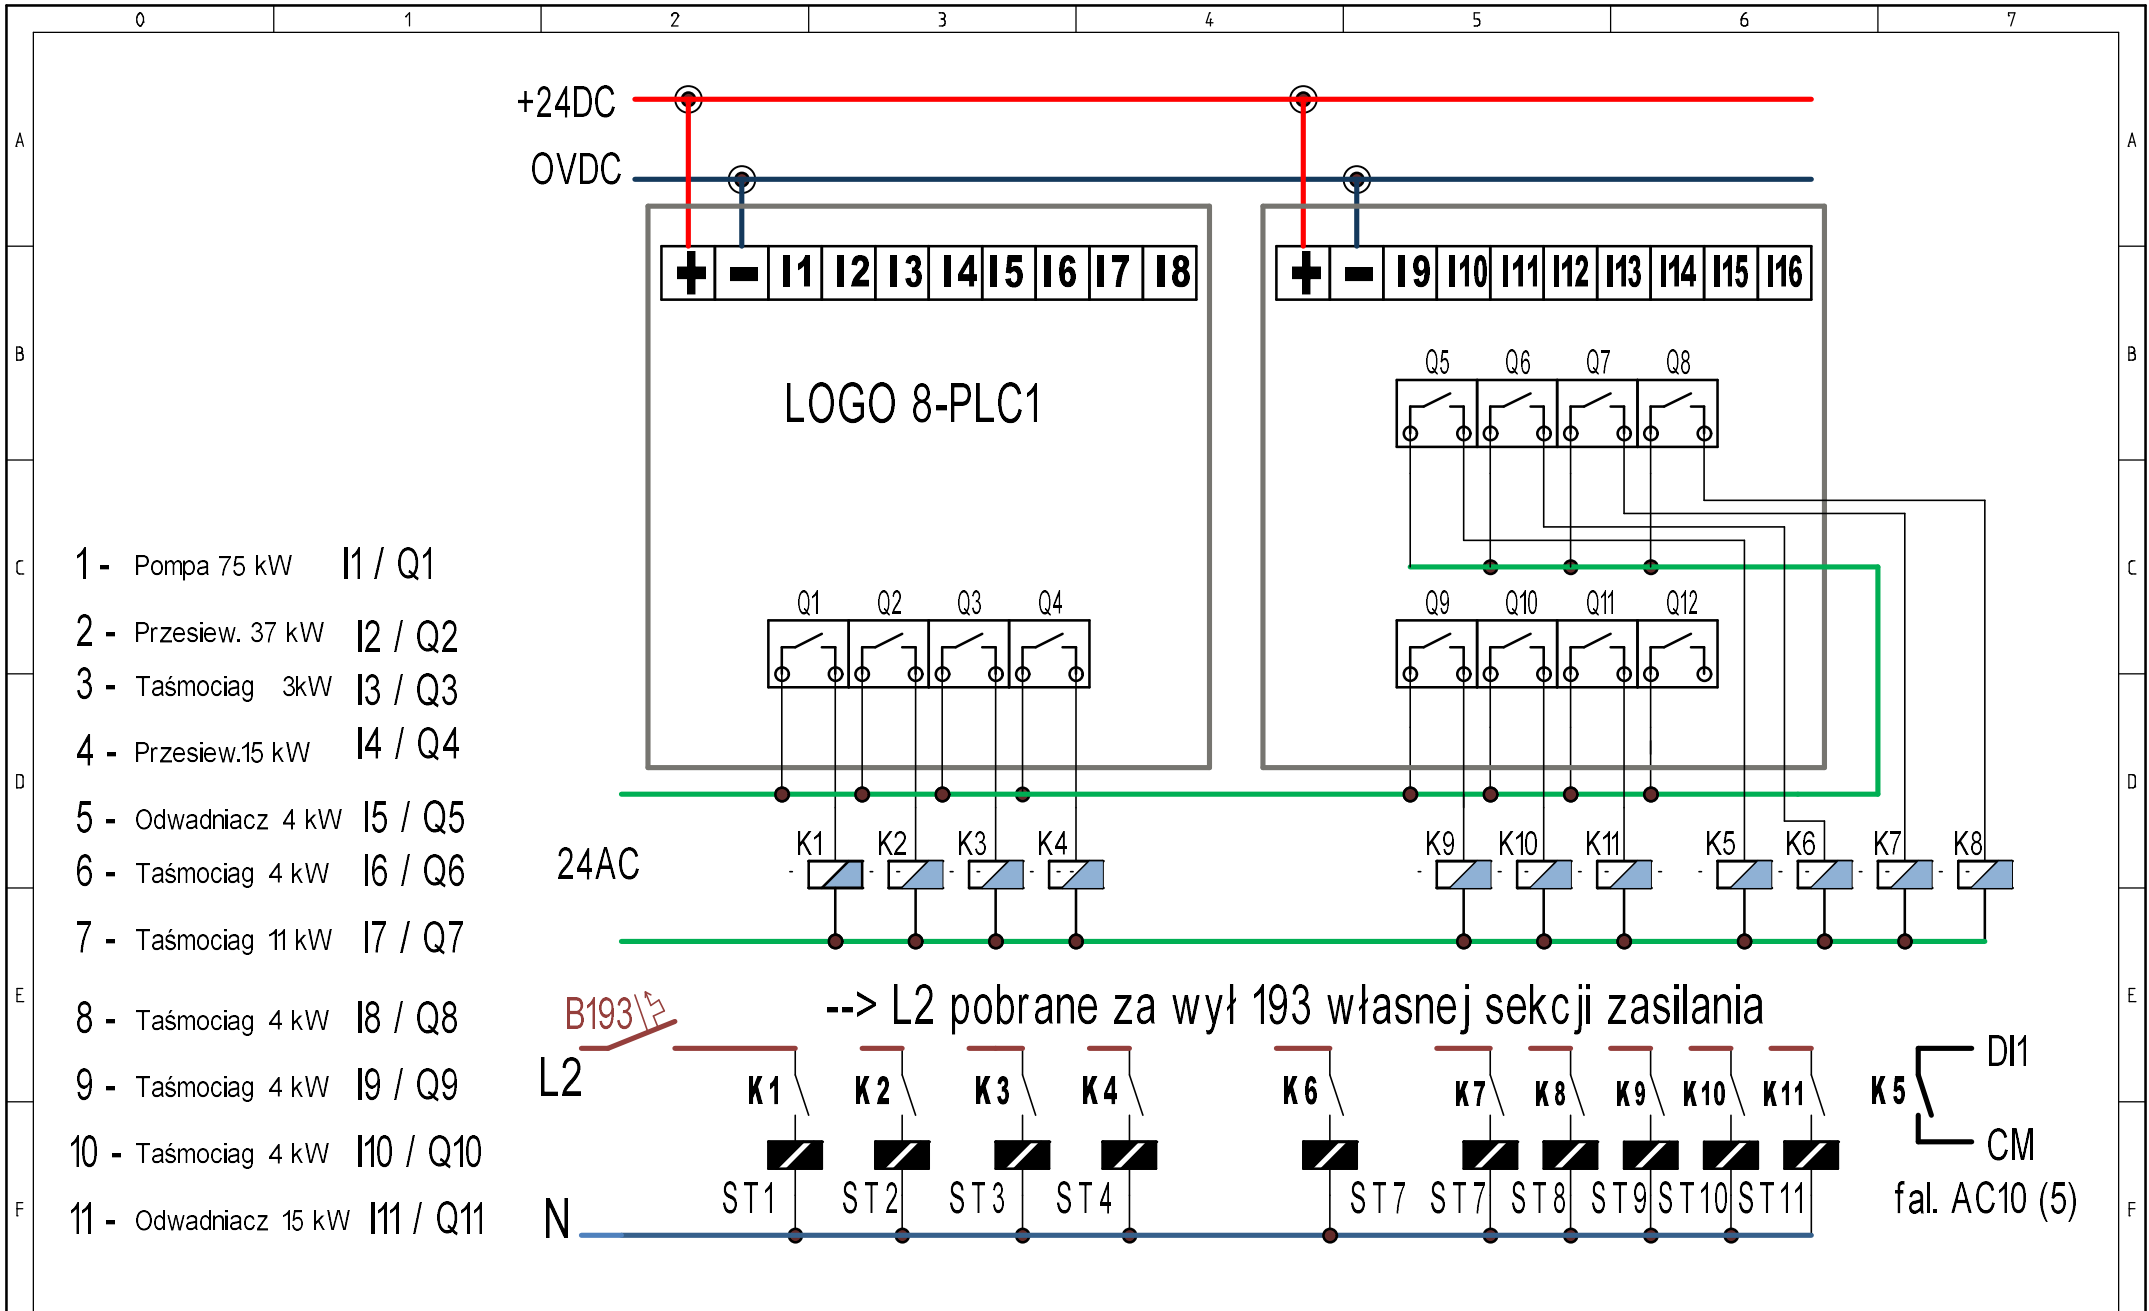 0 1 2 3 4 5 6 7
+24DC
A A
OVDC
+ - I1 I2 I3 I4 I5 I6 I7 I8
+ - I9 I10 I11 I12 I13 I14 I15 I16
B B
Q5 Q6 Q7 Q8
LOGO 8-PLC1
C C
1 - Pompa 75 kW I1 / Q1
2 - Przesiew. 37 kW I2 / Q2
3 - Taśmociag 3kW I3 / Q3
4 - Przesiew.15 kW I4 / Q4
5 - Odwadniacz 4 kW I5 / Q5
6 - Taśmociag 4 kW I6 / Q6
7 - Taśmociag 11 kW I7 / Q7
8 - Taśmociag 4 kW I8 / Q8
9 - Taśmociag 4 kW I9 / Q9
10 - Taśmociag 4 kW I10 / Q10
11 - Odwadniacz 15 kW I11 / Q11
Q1 Q2 Q3 Q4
Q9 Q10 Q11 Q12
D D
24AC
K1 K2 K3 K4 K9 K10 K11 K5 K6 K7 K8
E E
B193
--> L2 pobrane za wył 193 własnej sekcji zasilania
L2
K1 K2 K3 K4 K6 K7 K8 K9 K10 K11 K5
DI1
CM
ST1 ST2 ST3 ST4 ST7 ST7 ST8 ST9 ST10 ST11
fal. AC10 (5)
N
F F